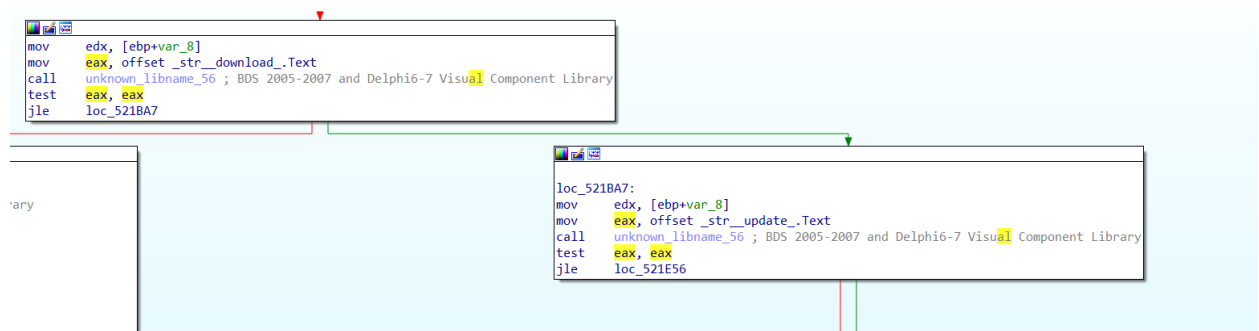 mov edx, [ebp+var_8]
mov eax, offset _str__download_.Text
call unknown_libname_56 ; BDS 2005-2007 and Delphi6-7 Visual Component Library
test eax, eax
jle loc_521BA7
rary
loc_521BA7:
mov edx, [ebp+var_8]
mov eax, offset _str__update_.Text
call unknown_libname_56 ; BDS 2005-2007 and Delphi6-7 Visual Component Library
test eax, eax
jle loc_521E56